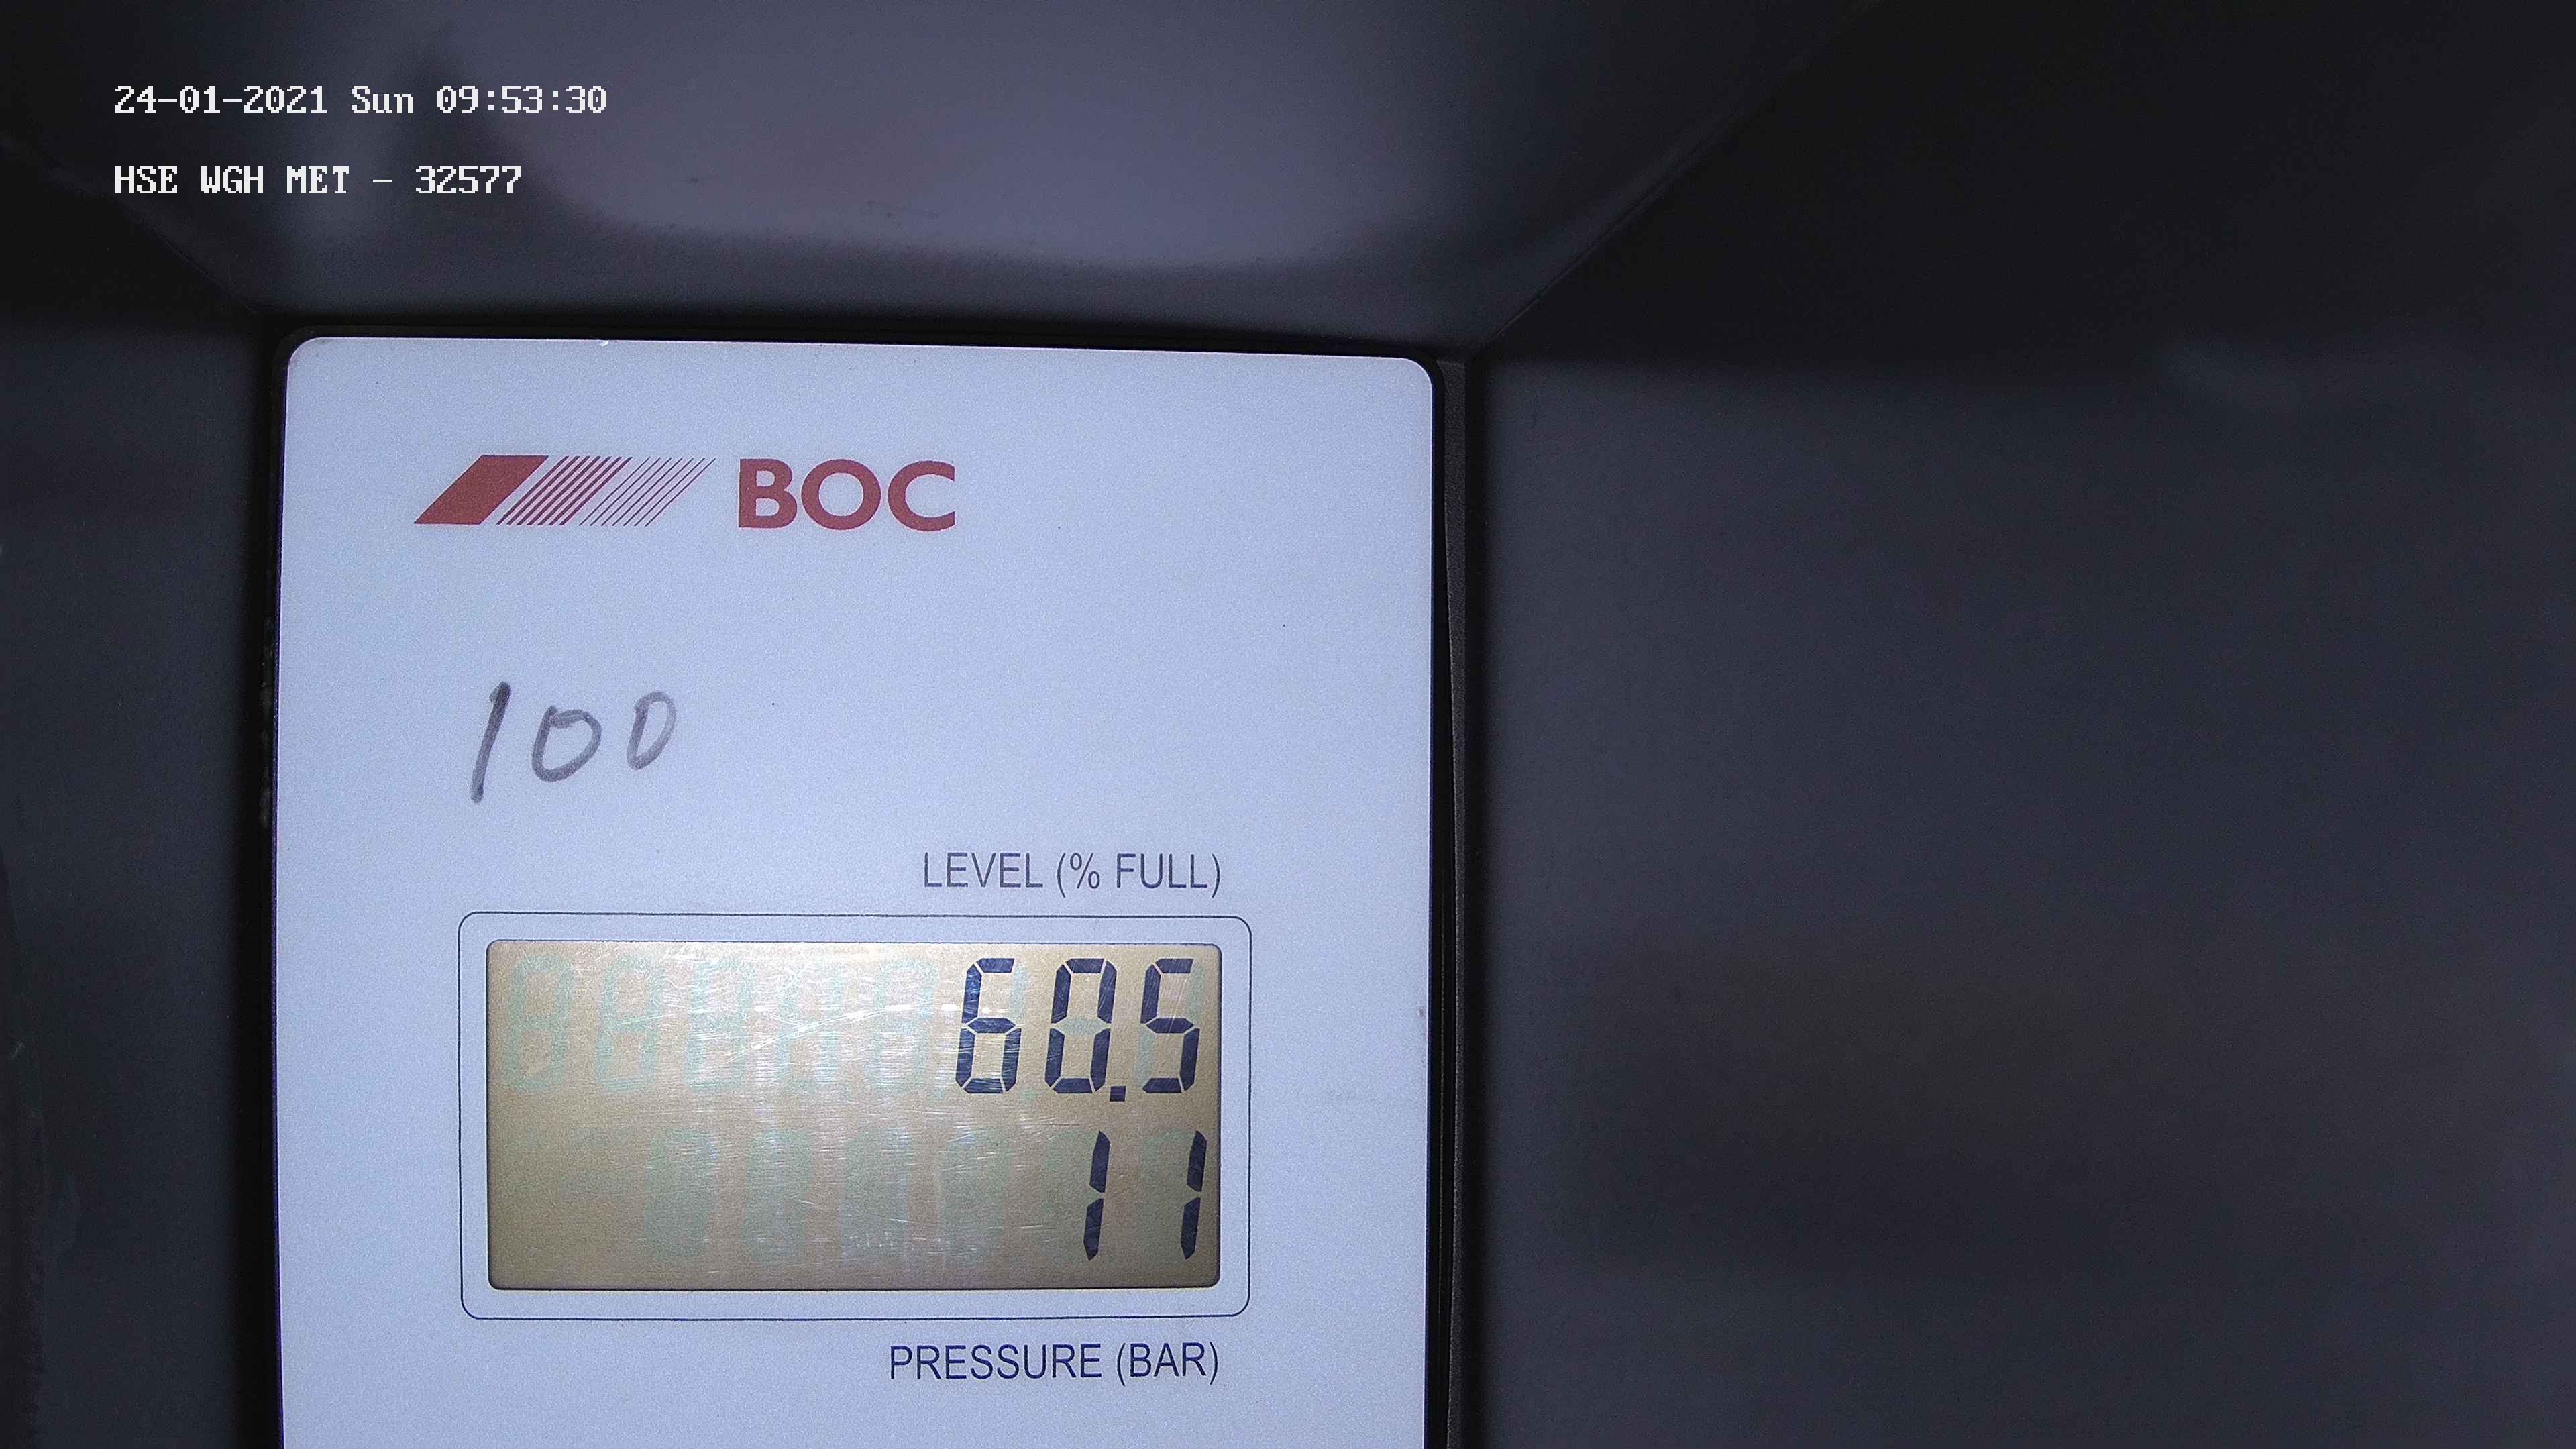 24-01-2021 Sun 09:53:30
HSE WGH MET - 32577
BOC
100
LEVEL (% FULL)
60.5
11
PRESSURE (BAR)